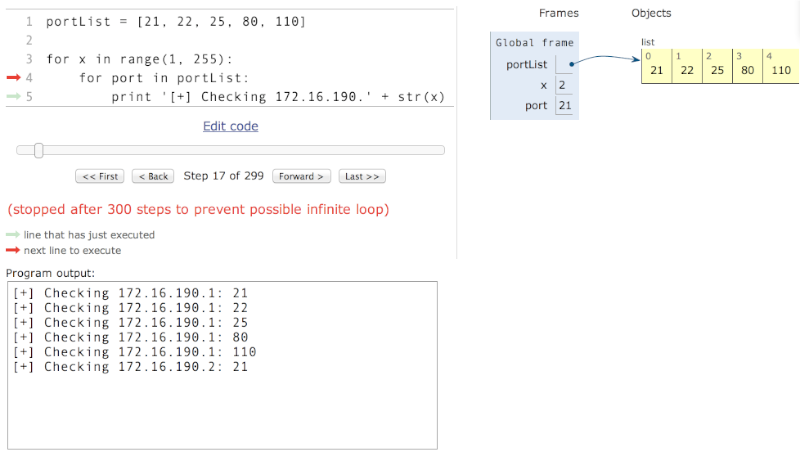 1 portList = [21, 22, 25, 80, 110]
2
3 for x in range(1, 255):
4 for port in portList:
5 print '[+] Checking 172.16.190.' + str(x)
Edit code
<< First < Back Step 17 of 299 Forward > Last >>
(stopped after 300 steps to prevent possible infinite loop)
line that has just executed
next line to execute
Program output:
[+] Checking 172.16.190.1: 21
[+] Checking 172.16.190.1: 22
[+] Checking 172.16.190.1: 25
[+] Checking 172.16.190.1: 80
[+] Checking 172.16.190.1: 110
[+] Checking 172.16.190.2: 21
Frames Objects
Global frame
portList
x 2
port 21
list
0 1 2 3 4
21 22 25 80 110